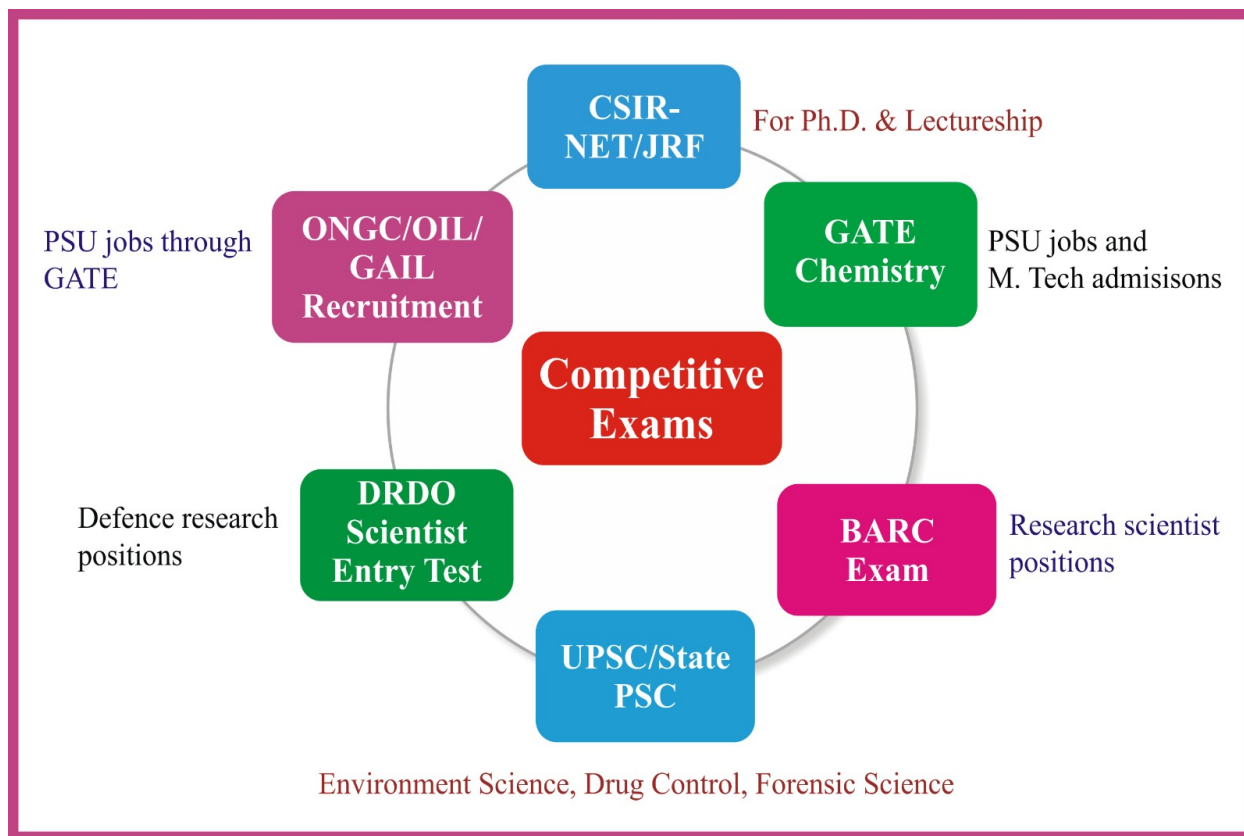 CSIR-
NET/JRF
For Ph.D. & Lectureship
ONGC/OIL/
GAIL
Recruitment
PSU jobs through
GATE
GATE
Chemistry
PSU jobs and
M. Tech admisisons
Competitive
Exams
DRDO
Scientist
Entry Test
Defence research
positions
BARC
Exam
Research scientist
positions
UPSC/State
PSC
Environment Science, Drug Control, Forensic Science